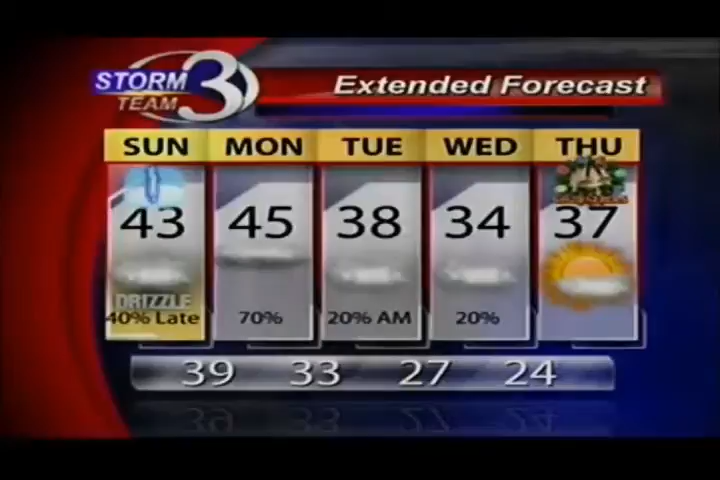 STORM 3
TEAM
Extended Forecast
SUN MON TUE WED THU
43 45 38 34 37
DRIZZLE
40% Late 70% 20% AM 20%
39 33 27 24